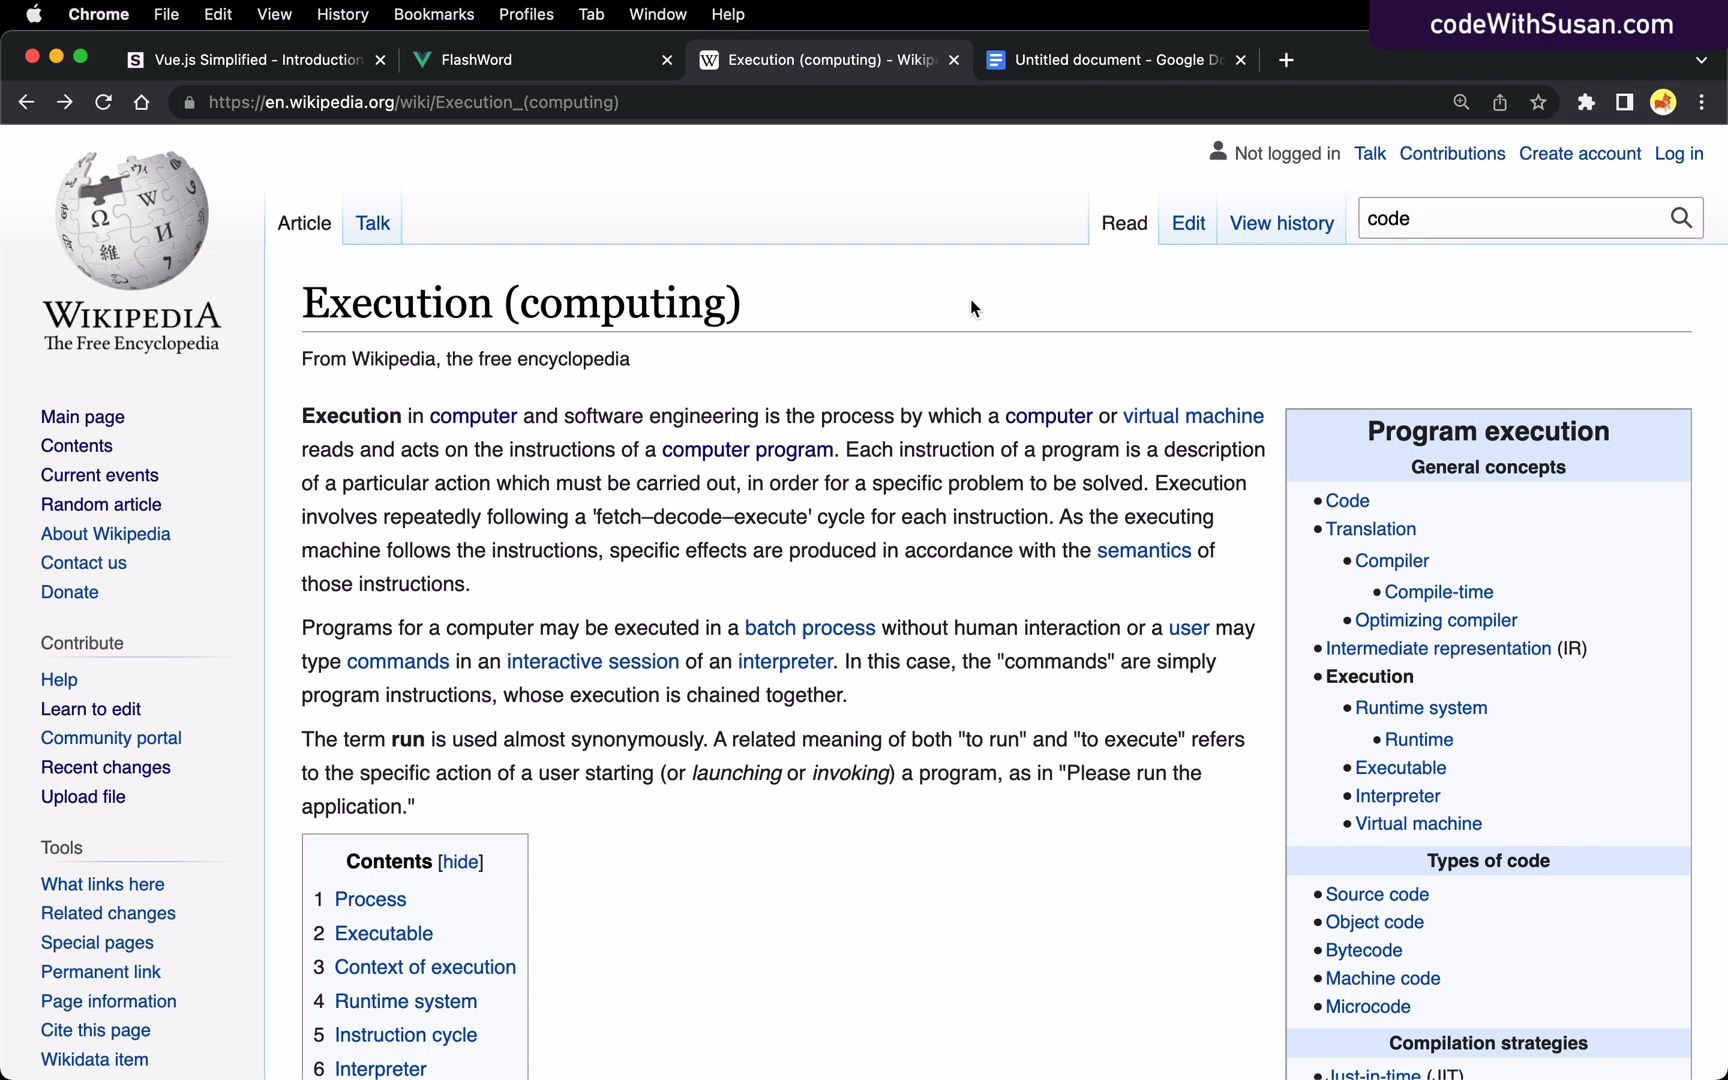 Chrome File Edit View History Bookmarks Profiles Tab Window Help
codeWithSusan.com
Vue.js Simplified - Introduction
FlashWord
Execution (computing) - Wikip
Untitled document - Google Do
https://en.wikipedia.org/wiki/Execution_(computing)
Not logged in Talk Contributions Create account Log in
Article Talk
Read Edit View history
code
WIKIPEDIA
The Free Encyclopedia
Main page
Contents
Current events
Random article
About Wikipedia
Contact us
Donate
Contribute
Help
Learn to edit
Community portal
Recent changes
Upload file
Tools
What links here
Related changes
Special pages
Permanent link
Page information
Cite this page
Wikidata item
Execution (computing)
From Wikipedia, the free encyclopedia
Execution in computer and software engineering is the process by which a computer or virtual machine
reads and acts on the instructions of a computer program. Each instruction of a program is a description
of a particular action which must be carried out, in order for a specific problem to be solved. Execution
involves repeatedly following a 'fetch–decode–execute' cycle for each instruction. As the executing
machine follows the instructions, specific effects are produced in accordance with the semantics of
those instructions.
Programs for a computer may be executed in a batch process without human interaction or a user may
type commands in an interactive session of an interpreter. In this case, the "commands" are simply
program instructions, whose execution is chained together.
The term run is used almost synonymously. A related meaning of both "to run" and "to execute" refers
to the specific action of a user starting (or launching or invoking) a program, as in "Please run the
application."
Contents [hide]
1 Process
2 Executable
3 Context of execution
4 Runtime system
5 Instruction cycle
6 Interpreter
Program execution
General concepts
• Code
• Translation
• Compiler
• Compile-time
• Optimizing compiler
• Intermediate representation (IR)
• Execution
• Runtime system
• Runtime
• Executable
• Interpreter
• Virtual machine
Types of code
• Source code
• Object code
• Bytecode
• Machine code
• Microcode
Compilation strategies
• Just-in-time (JIT)